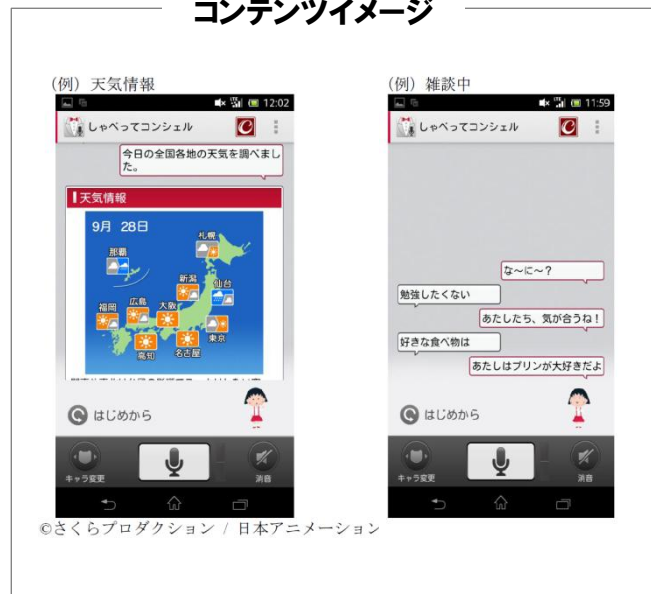 コンテンツイメージ
(例) 天気情報
12:02
しゃべってコンシェル
今日の全国各地の天気を調べまし
た。
天気情報
9月 28日
札幌
那覇
新潟
仙台
福岡
広島
大阪
東京
高知
名古屋
はじめから
キャラ変更
消音
(例) 雑談中
11:59
しゃべってコンシェル
な〜に〜?
勉強したくない
あたしたち、気が合うね!
好きな食べ物は
あたしはプリンが大好きだよ
はじめから
キャラ変更
消音
©さくらプロダクション / 日本アニメーション